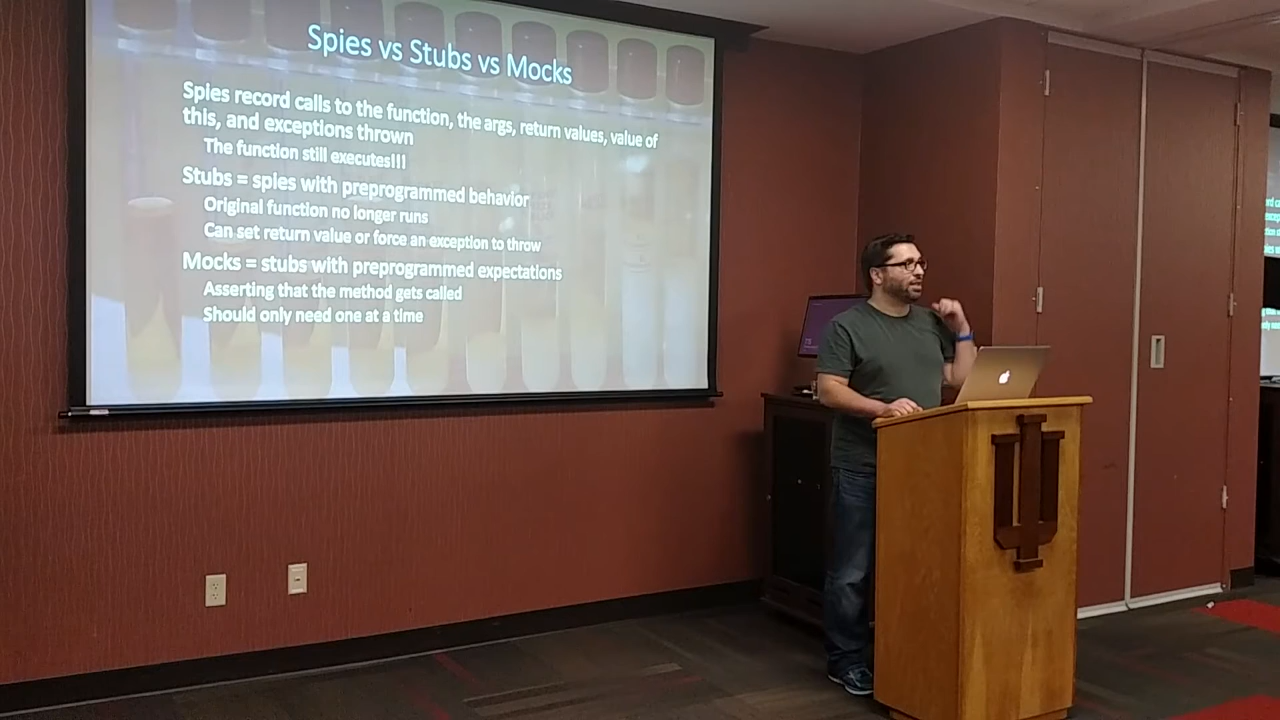 Spies vs Stubs vs Mocks
Spies record calls to the function, the args, return values, value of
this, and exceptions thrown
The function still executes!!!
Stubs = spies with preprogrammed behavior
Original function no longer runs
Can set return value or force an exception to throw
Mocks = stubs with preprogrammed expectations
Asserting that the method gets called
Should only need one at a time